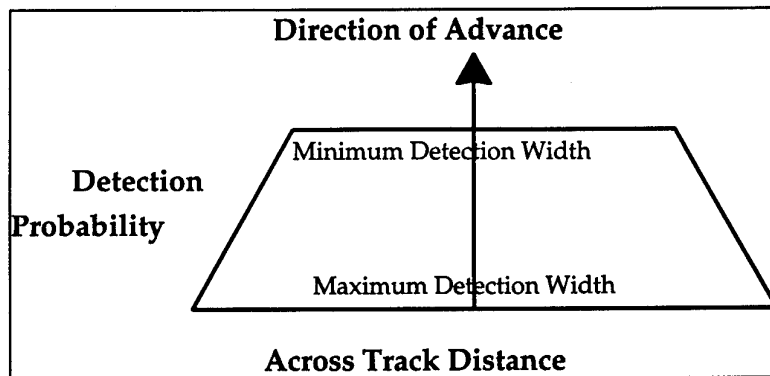 Direction of Advance
Minimum Detection Width
Detection
Probability
Maximum Detection Width
Across Track Distance